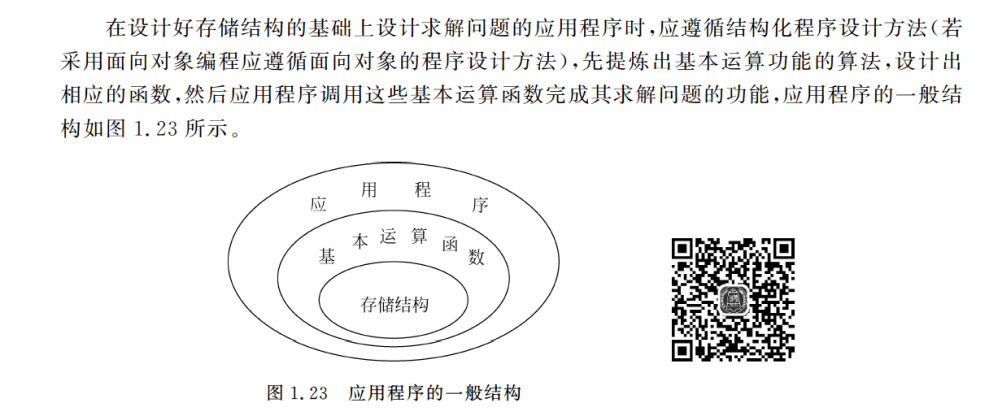 在设计好存储结构的基础上设计求解问题的应用程序时,应遵循结构化程序设计方法(若
采用面向对象编程应遵循面向对象的程序设计方法),先提炼出基本运算功能的算法,设计出
相应的函数,然后应用程序调用这些基本运算函数完成其求解问题的功能,应用程序的一般结
构如图 1.23 所示。
应用程序
基本运算函数
存储结构
图 1.23 应用程序的一般结构